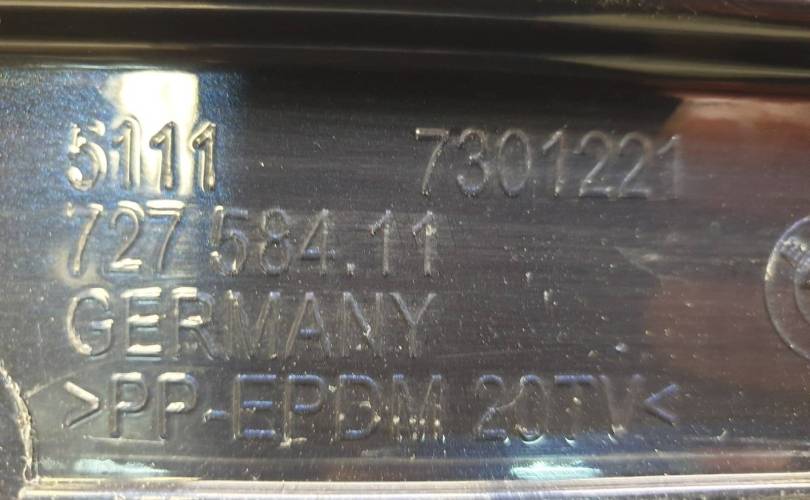 5111 7301221
727 584.11
GERMANY
>PP-EPDM 20TV<